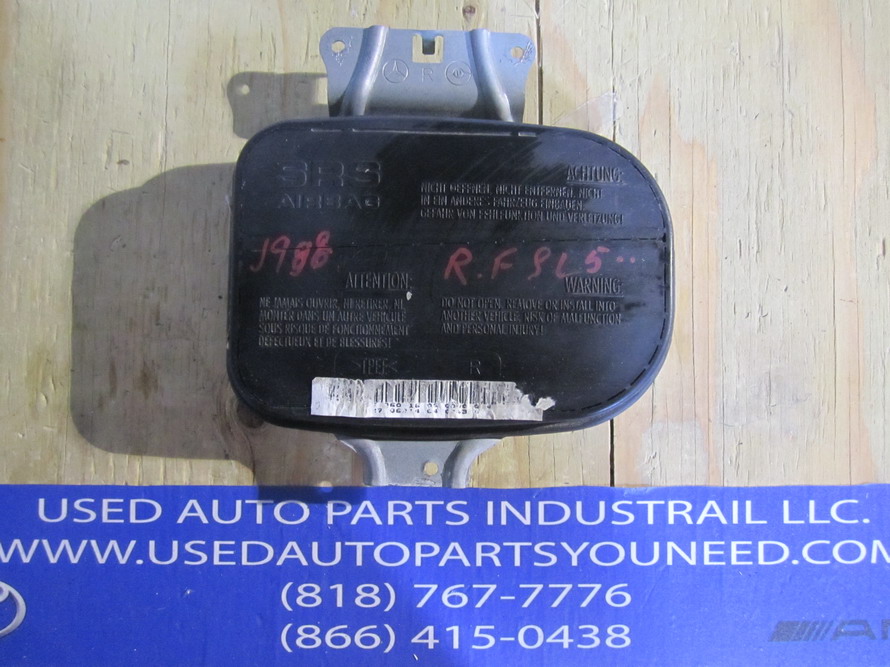 R
SRS
AIRBAG
ACHTUNG:
NICHT OEFFNEN, NICHT ENTFERNEN, NICHT
IN EIN ANDERES FAHRZEUG EINBAUEN.
GEFAHR VON FEHLFUNKTION UND VERLETZUNG!
J988
R.F SL5...
ATTENTION:
NE JAMAIS OUVRIR, NI RETIRER, NI
MONTER DANS UN AUTRE VEHICULE
SOUS RISQUE DE FONCTIONNEMENT
DEFECTUEUX ET DE BLESSURES!
WARNING
DO NOT OPEN, REMOVE OR INSTALL INTO
ANOTHER VEHICLE, RISK OF MALFUNCTION
AND PERSONAL INJURY!
>TPEE<
R
USED AUTO PARTS INDUSTRAIL LLC.
WWW.USEDAUTOPARTSYOUNEED.COM
(818) 767-7776
(866) 415-0438